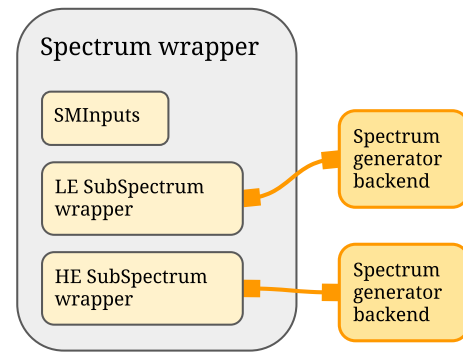 Spectrum wrapper
SMInputs
LE SubSpectrum
wrapper
HE SubSpectrum
wrapper
Spectrum
generator
backend
Spectrum
generator
backend